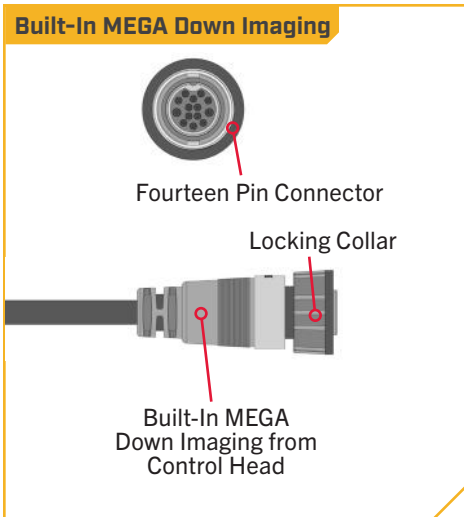 Built-In MEGA Down Imaging
Fourteen Pin Connector
Locking Collar
Built-In MEGA
Down Imaging from
Control Head